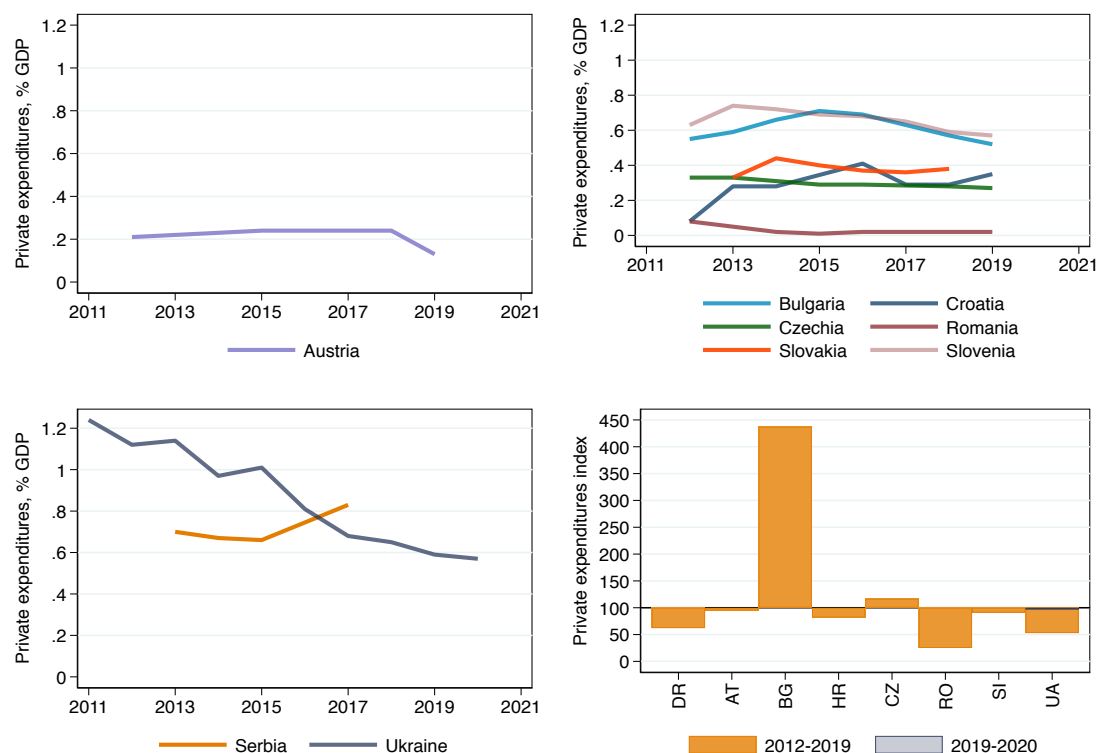 Private expenditures, % GDP
1.2
1
.8
.6
.4
.2
0
2011 2013 2015 2017 2019 2021
Austria
Private expenditures, % GDP
1.2
1
.8
.6
.4
.2
0
2011 2013 2015 2017 2019 2021
Bulgaria Croatia
Czechia Romania
Slovakia Slovenia
Private expenditures, % GDP
1.2
1
.8
.6
.4
.2
0
2011 2013 2015 2017 2019 2021
Serbia Ukraine
Private expenditures index
450
400
350
300
250
200
150
100
50
0
DR AT BG HR CZ RO SI UA
2012-2019 2019-2020